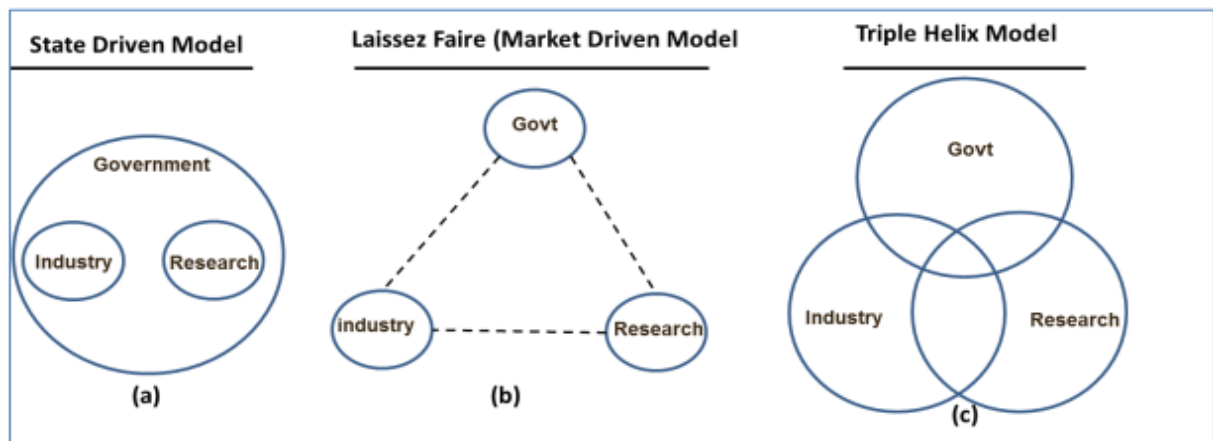 State Driven Model
Government
Industry
Research
(a)
Laissez Faire (Market Driven Model
Govt
industry
Research
(b)
Triple Helix Model
Govt
Industry
Research
(c)